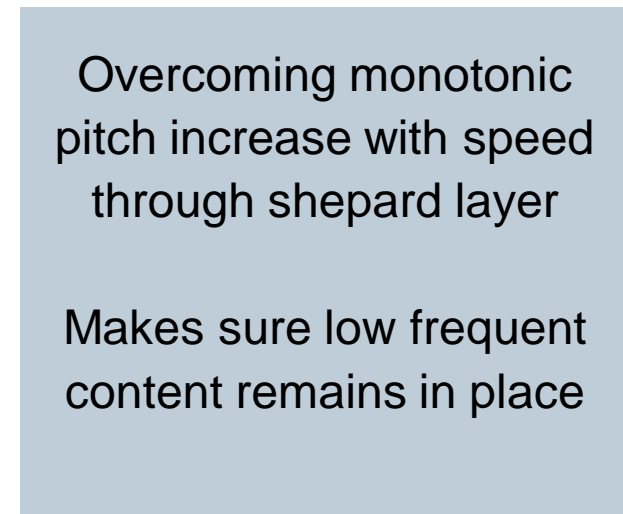 Overcoming monotonic
pitch increase with speed
through shepard layer
Makes sure low frequent
content remains in place